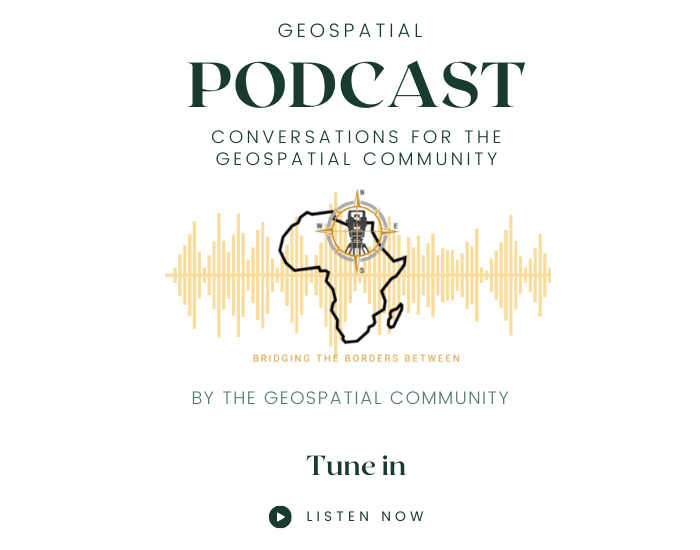 GEOSPATIAL
PODCAST
CONVERSATIONS FOR THE
GEOSPATIAL COMMUNITY
N
W E
S
BRIDGING THE BORDERS BETWEEN
BY THE GEOSPATIAL COMMUNITY
Tune in
LISTEN NOW